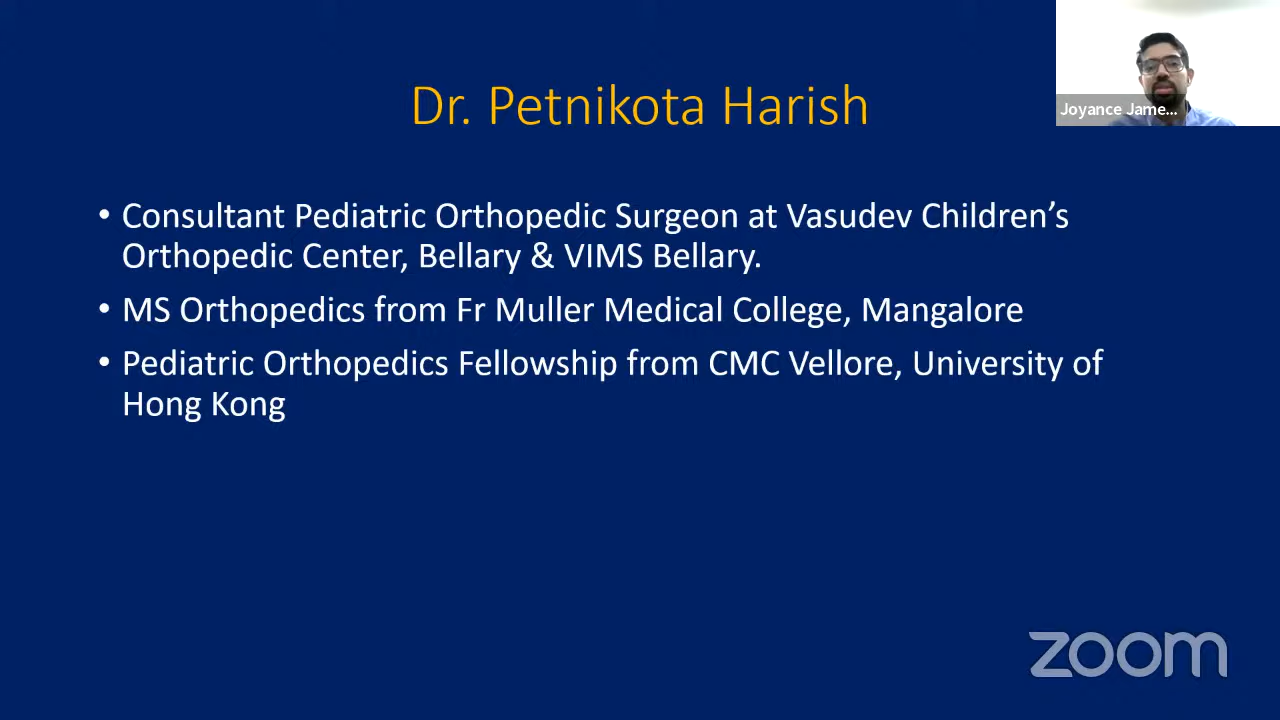 Dr. Petnikota Harish
Joyance Jame...
• Consultant Pediatric Orthopedic Surgeon at Vasudev Children’s
Orthopedic Center, Bellary & VIMS Bellary.
• MS Orthopedics from Fr Muller Medical College, Mangalore
• Pediatric Orthopedics Fellowship from CMC Vellore, University of
Hong Kong
zoom